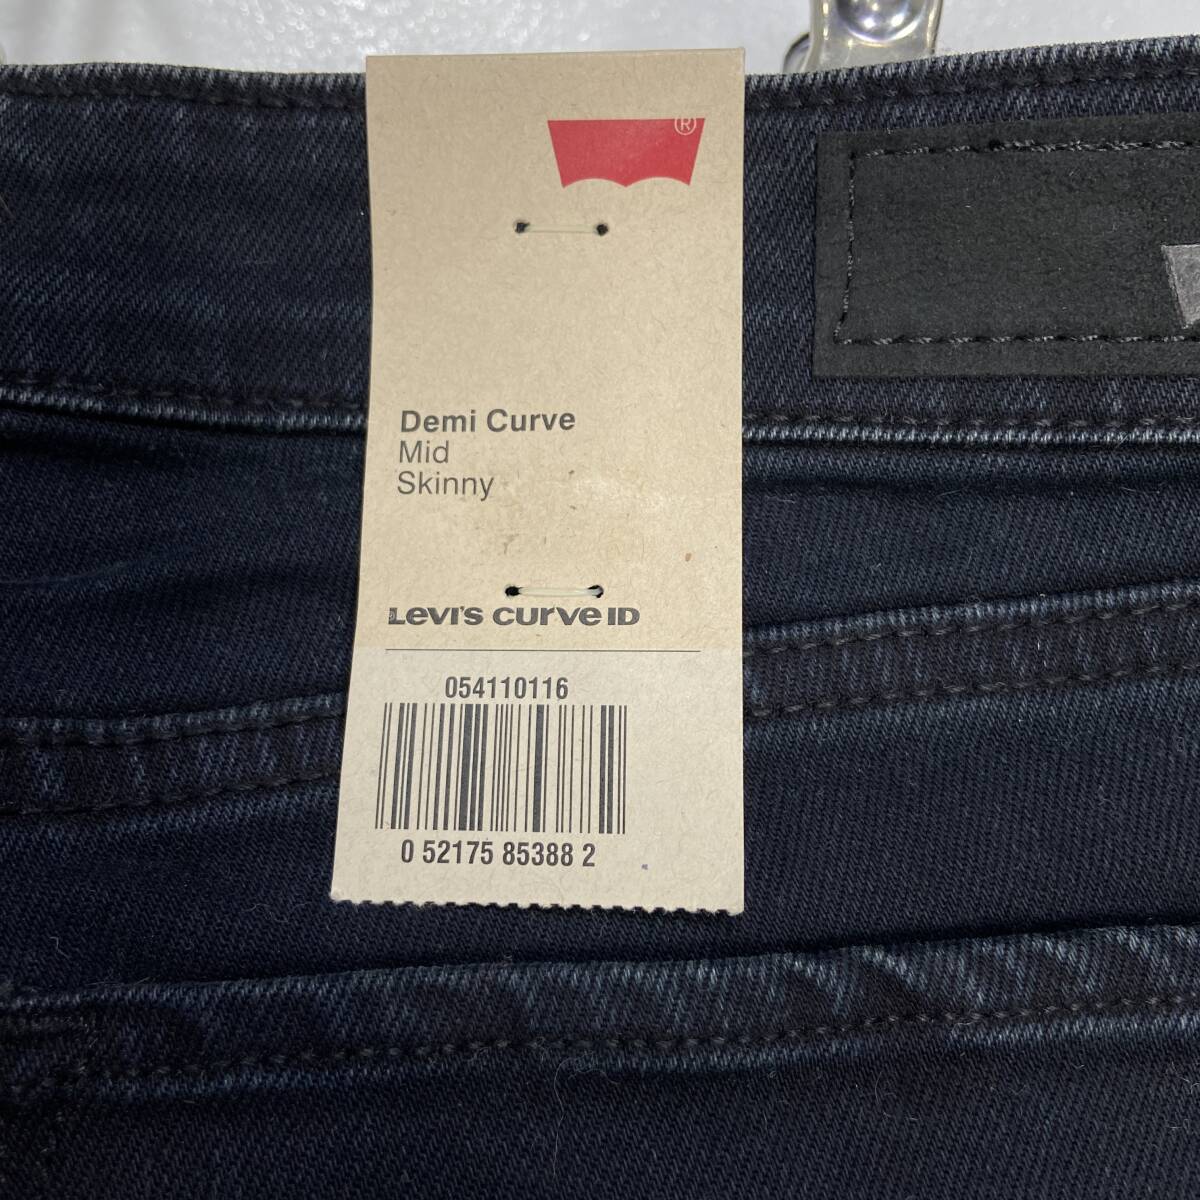 ®
Demi Curve
Mid
Skinny
Levi's curve ID
054110116
0 52175 85388 2